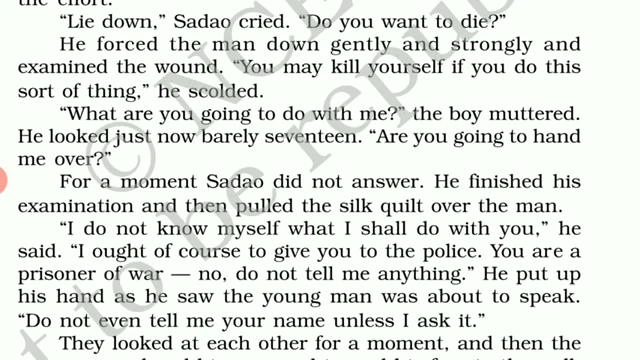 the effort.
“Lie down,” Sadao cried. “Do you want to die?”
He forced the man down gently and strongly and
examined the wound. “You may kill yourself if you do this
sort of thing,” he scolded.
“What are you going to do with me?” the boy muttered.
He looked just now barely seventeen. “Are you going to hand
me over?”
For a moment Sadao did not answer. He finished his
examination and then pulled the silk quilt over the man.
“I do not know myself what I shall do with you,” he
said. “I ought of course to give you to the police. You are a
prisoner of war — no, do not tell me anything.” He put up
his hand as he saw the young man was about to speak.
“Do not even tell me your name unless I ask it.”
They looked at each other for a moment, and then the
© NC
not to be repu